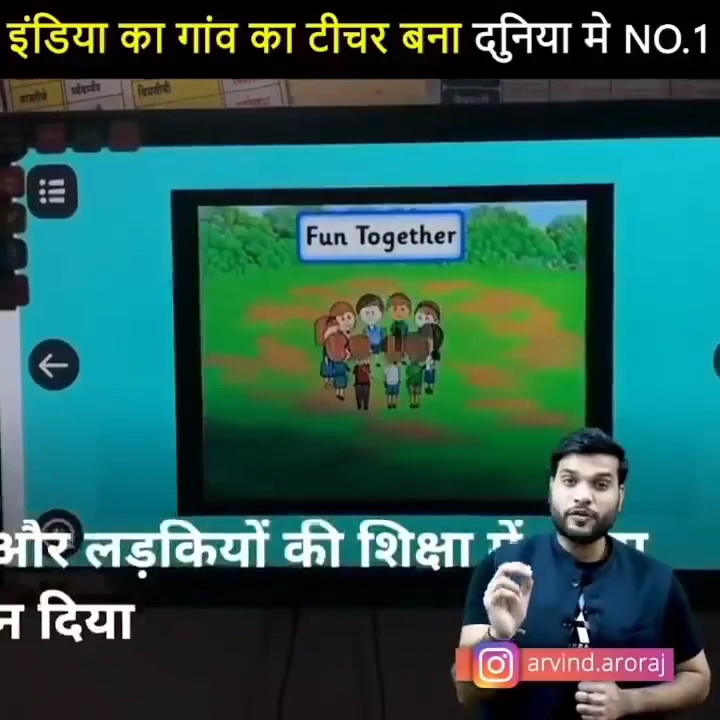 इंडिया का गांव का टीचर बना दुनिया मे NO.1
Fun Together
और लड़कियों की शिक्षा में
दिया
arvind.aroraj